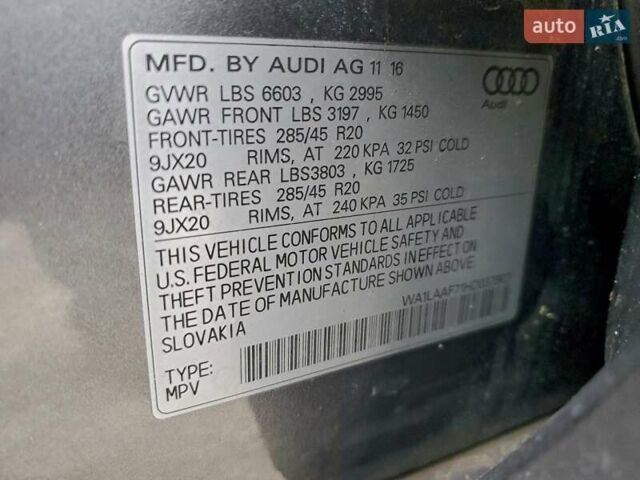 auto RIA .com
MFD. BY AUDI AG 11 16
GVWR LBS 6603 , KG 2995
GAWR FRONT LBS 3197 , KG 1450
FRONT-TIRES 285/45 R20
9JX20 RIMS, AT 220 KPA 32 PSI COLD
GAWR REAR LBS3803 , KG 1725
REAR-TIRES 285/45 R20
9JX20 RIMS, AT 240 KPA 35 PSI COLD
Audi
THIS VEHICLE CONFORMS TO ALL APPLICABLE
U.S. FEDERAL MOTOR VEHICLE SAFETY AND
THEFT PREVENTION STANDARDS IN EFFECT ON
THE DATE OF MANUFACTURE SHOWN ABOVE.
SLOVAKIA
TYPE:
MPV